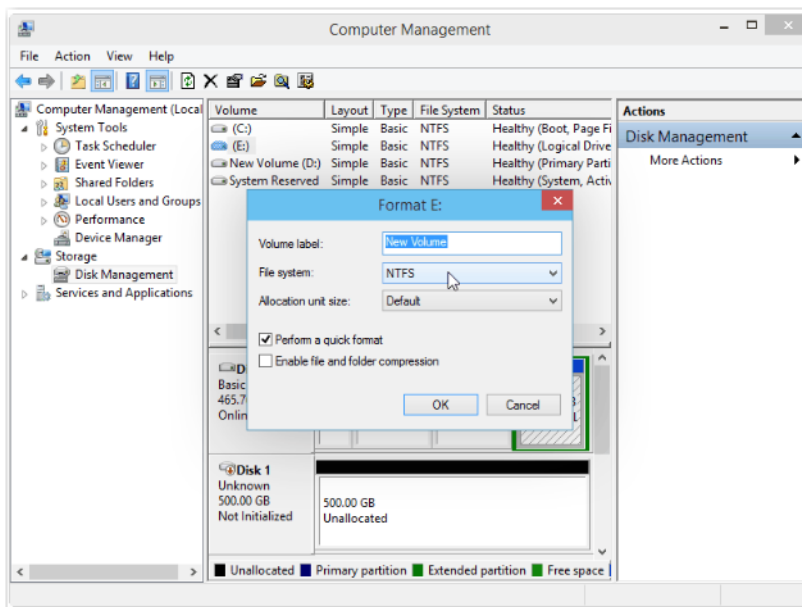 Computer Management
File Action View Help
Computer Management (Local
System Tools
Task Scheduler
Event Viewer
Shared Folders
Local Users and Groups
Performance
Device Manager
Storage
Disk Management
Services and Applications
Volume Layout Type File System Status
(C:) Simple Basic NTFS Healthy (Boot, Page Fi
(E:) Simple Basic NTFS Healthy (Logical Drive
New Volume (D:) Simple Basic NTFS Healthy (Primary Parti
System Reserved Simple Basic NTFS Healthy (System, Activ
Format E:
Volume label: New Volume
File system: NTFS
Allocation unit size: Default
Perform a quick format
Enable file and folder compression
OK Cancel
D
Basic
465.7
Onlin
Disk 1
Unknown
500.00 GB
Not Initialized
500.00 GB
Unallocated
Unallocated Primary partition Extended partition Free space
Actions
Disk Management
More Actions